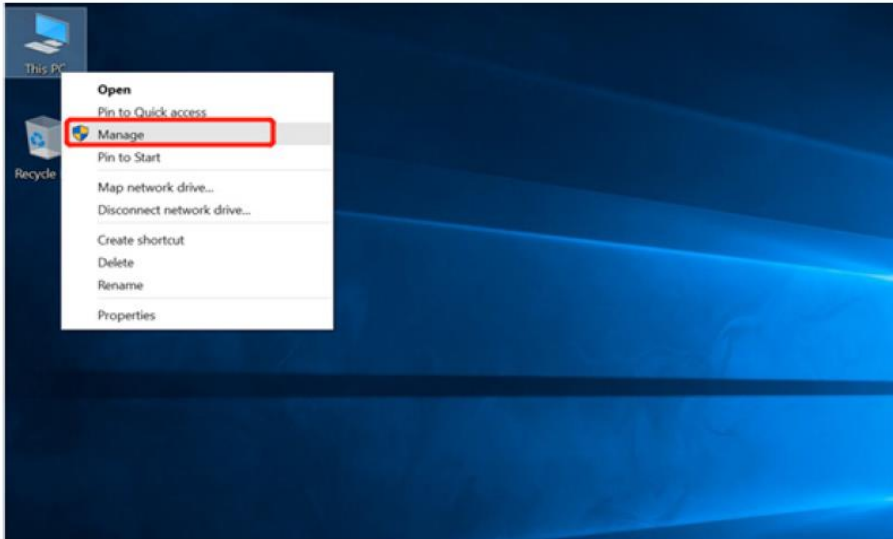 This PC
Open
Pin to Quick access
Manage
Pin to Start
Recycle
Map network drive...
Disconnect network drive...
Create shortcut
Delete
Rename
Properties